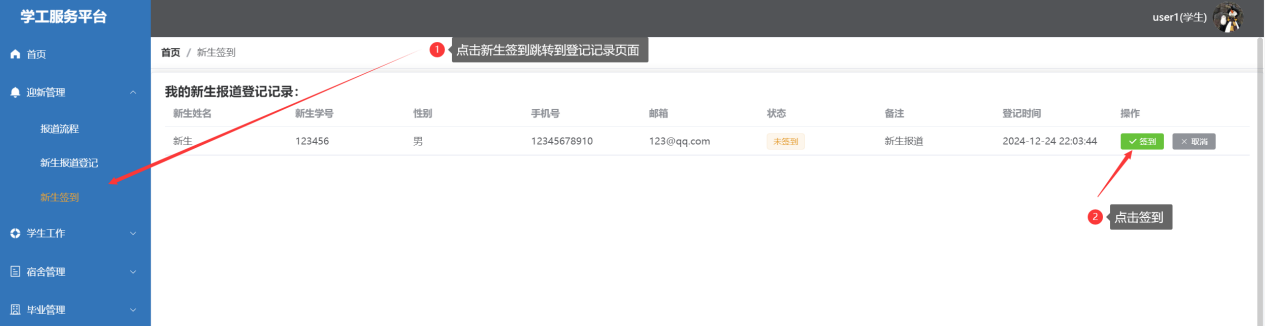 学工服务平台
user1(学生)
首页
首页 / 新生签到
1 点击新生签到跳转到登记记录页面
迎新管理
我的新生报道登记记录：
新生姓名 新生学号 性别 手机号 邮箱 状态 备注 登记时间 操作
报道流程
新生 123456 男 12345678910 123@qq.com 未签到 新生报道 2024-12-24 22:03:44 签到 取消
新生报道登记
新生签到
2 点击签到
学生工作
宿舍管理
毕业管理